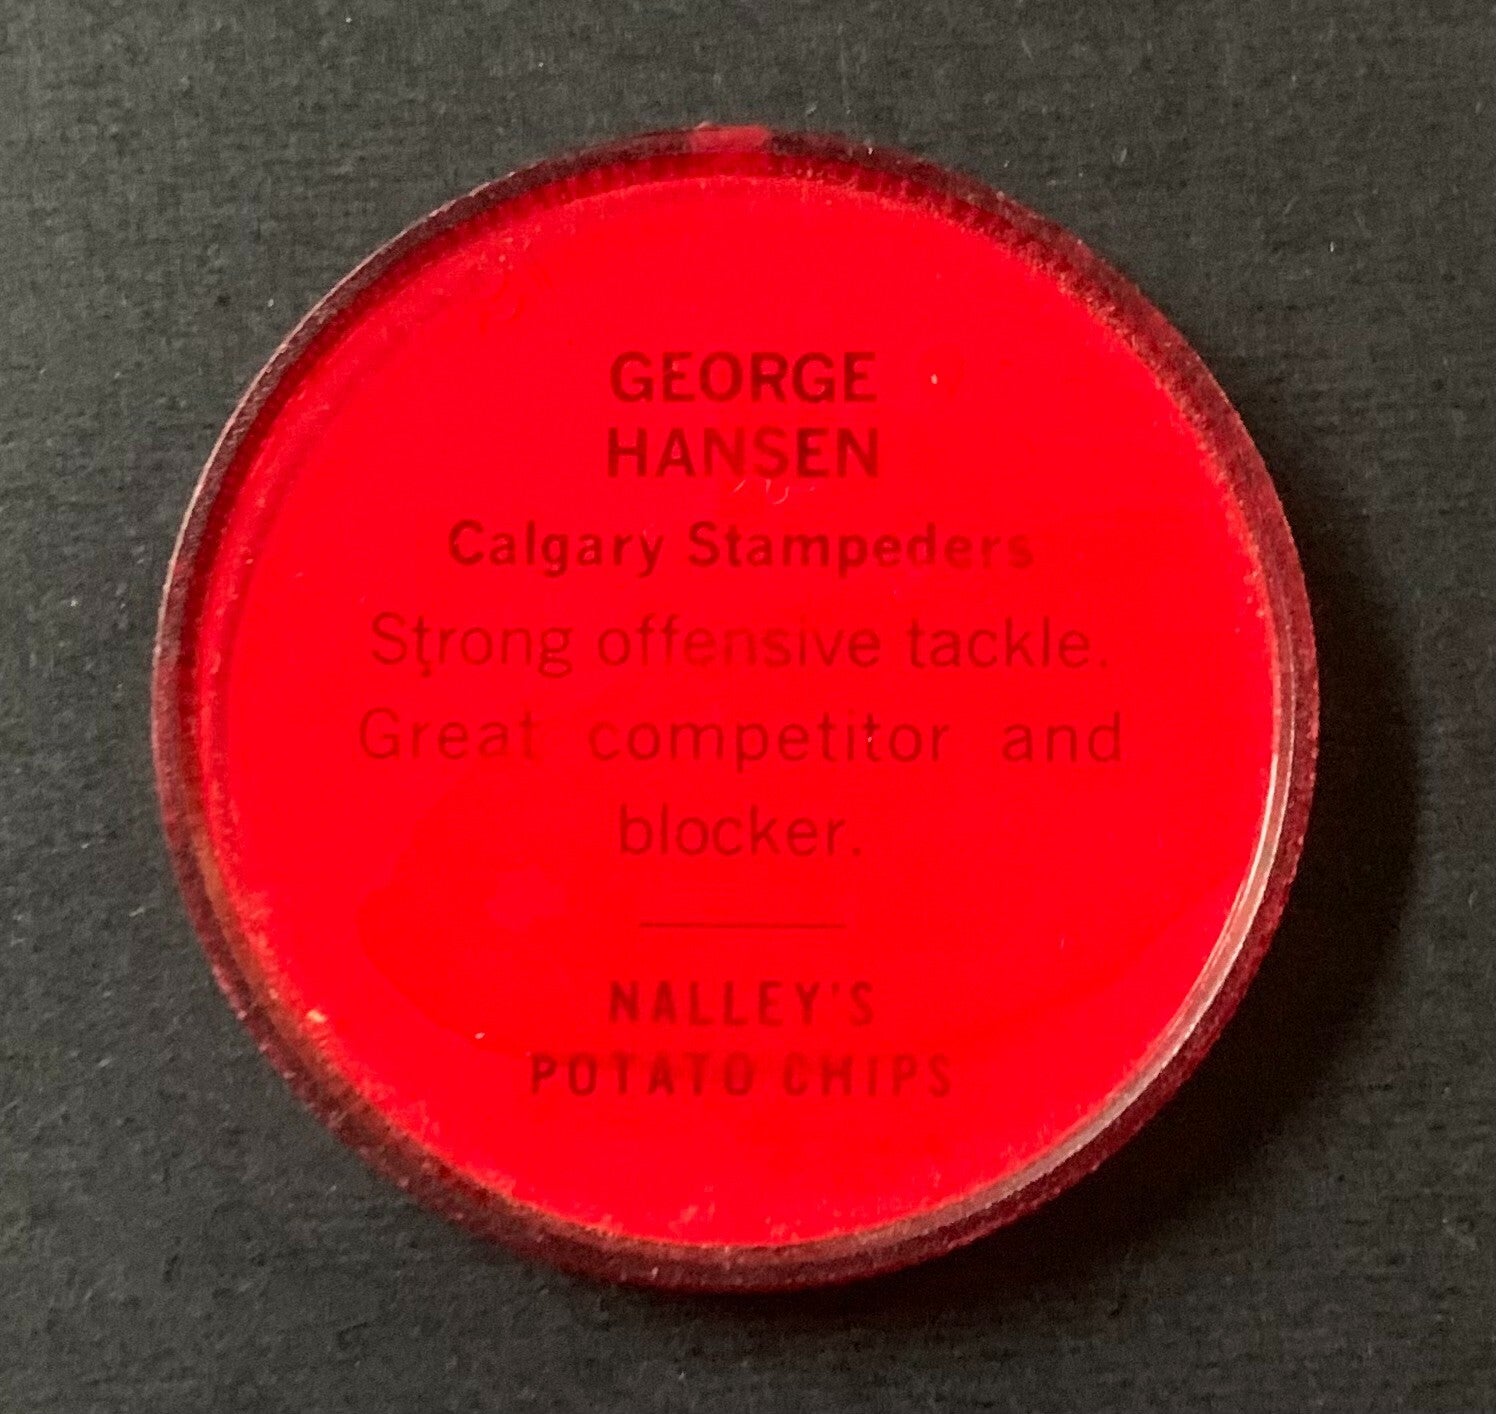 GEORGE
HANSEN
Calgary Stampeders
Strong offensive tackle.
Great competitor and
blocker.
NALLEY'S
POTATO CHIPS